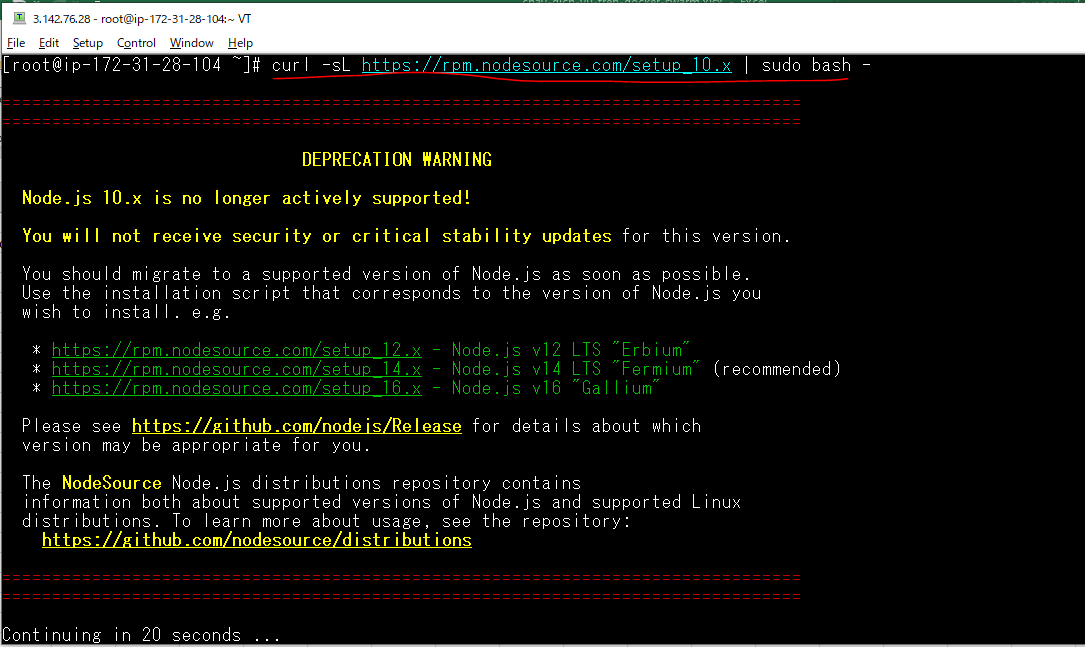 3.142.76.28 - root@ip-172-31-28-104:~ VT
File Edit Setup Control Window Help
[root@ip-172-31-28-104 ~]# curl -sL https://rpm.nodesource.com/setup_10.x | sudo bash -
================================================================================
================================================================================
DEPRECATION WARNING
Node.js 10.x is no longer actively supported!
You will not receive security or critical stability updates for this version.
You should migrate to a supported version of Node.js as soon as possible.
Use the installation script that corresponds to the version of Node.js you
wish to install. e.g.
* https://rpm.nodesource.com/setup_12.x - Node.js v12 LTS "Erbium"
* https://rpm.nodesource.com/setup_14.x - Node.js v14 LTS "Fermium" (recommended)
* https://rpm.nodesource.com/setup_16.x - Node.js v16 "Gallium"
Please see https://github.com/nodejs/Release for details about which
version may be appropriate for you.
The NodeSource Node.js distributions repository contains
information both about supported versions of Node.js and supported Linux
distributions. To learn more about usage, see the repository:
https://github.com/nodesource/distributions
================================================================================
================================================================================
Continuing in 20 seconds ...